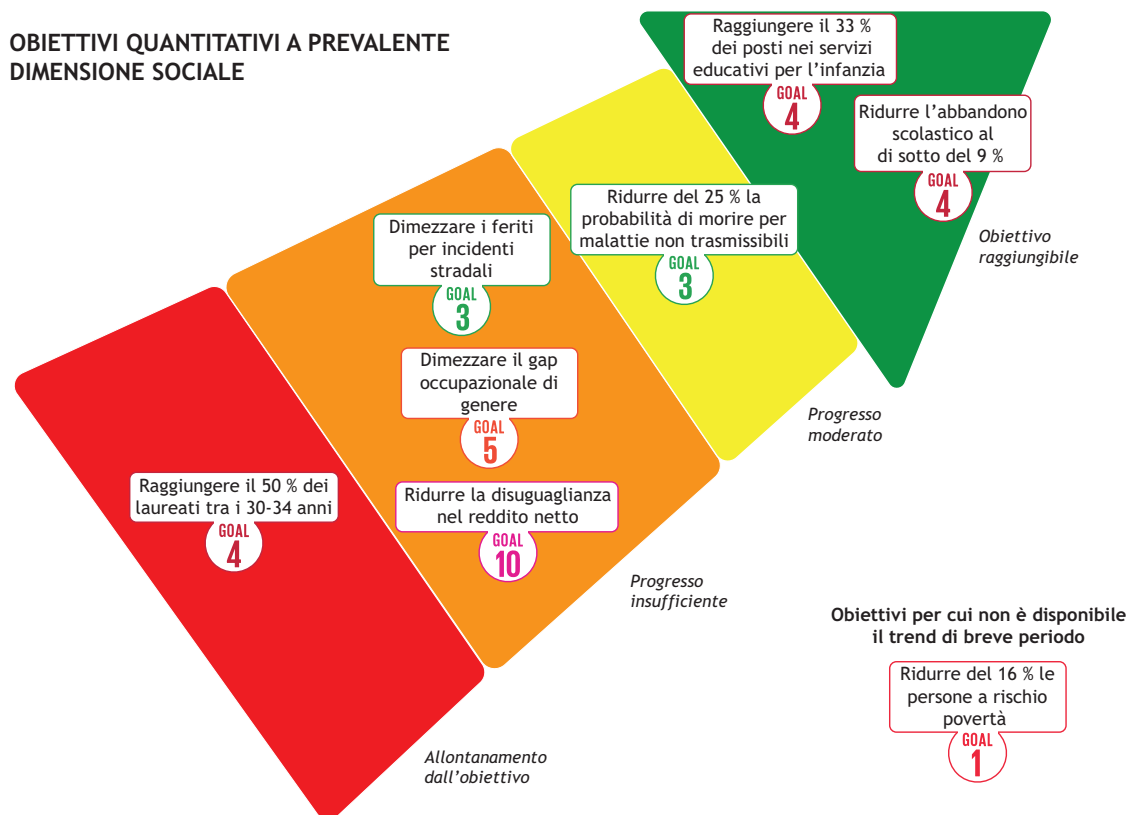 OBIETTIVI QUANTITATIVI A PREVALENTE
DIMENSIONE SOCIALE
Raggiungere il 33 %
dei posti nei servizi
educativi per l'infanzia
GOAL
4
Ridurre l'abbandono
scolastico al
di sotto del 9 %
GOAL
4
Obiettivo
raggiungibile
Ridurre del 25 % la
probabilità di morire per
malattie non trasmissibili
GOAL
3
Progresso
moderato
Dimezzare i feriti
per incidenti
stradali
GOAL
3
Dimezzare il gap
occupazionale di
genere
GOAL
5
Ridurre la disuguaglianza
nel reddito netto
GOAL
10
Progresso
insufficiente
Raggiungere il 50 % dei
laureati tra i 30-34 anni
GOAL
4
Allontanamento
dall'obiettivo
Obiettivi per cui non è disponibile
il trend di breve periodo
Ridurre del 16 % le
persone a rischio
povertà
GOAL
1